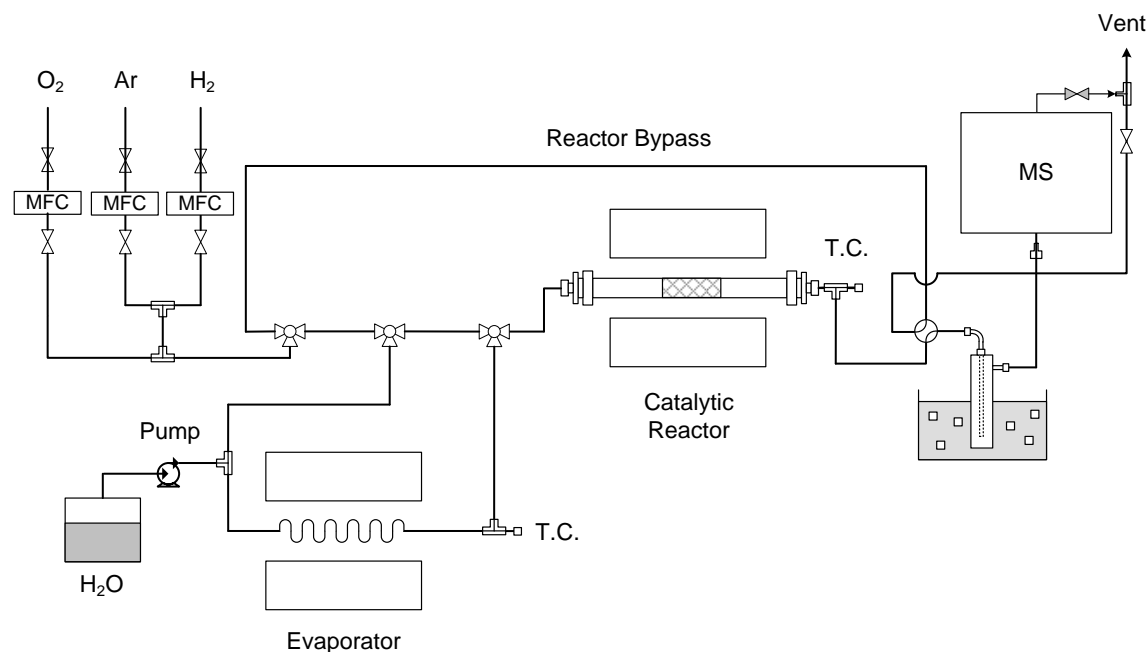 Vent
O₂
Ar
H₂
Reactor Bypass
MFC
MFC
MFC
MS
T.C.
Catalytic
Reactor
Pump
T.C.
H₂O
Evaporator